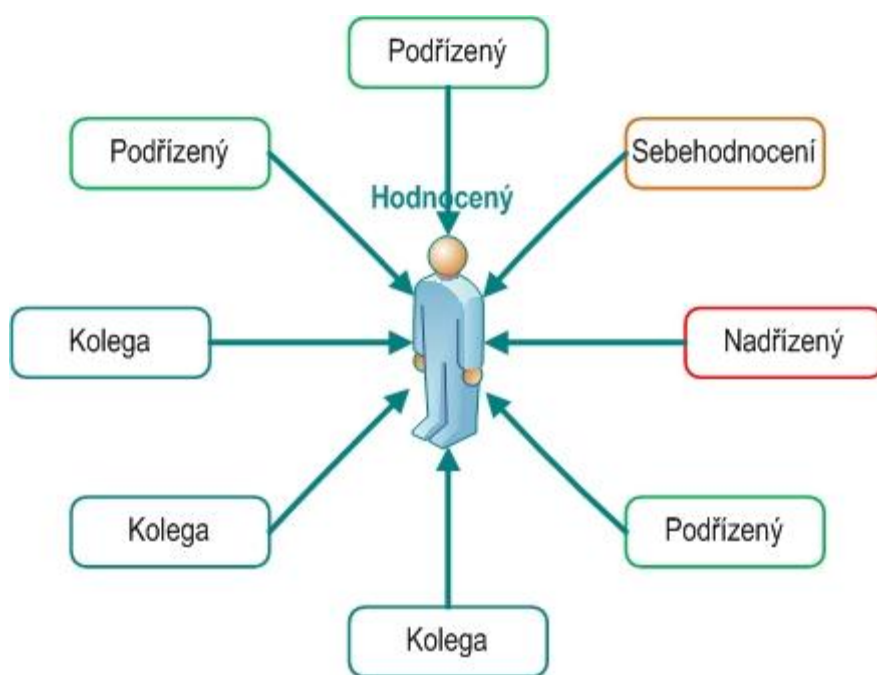 Podřízený
Podřízený
Sebehodnocení
Hodnocený
Kolega
Nadřízený
Kolega
Podřízený
Kolega